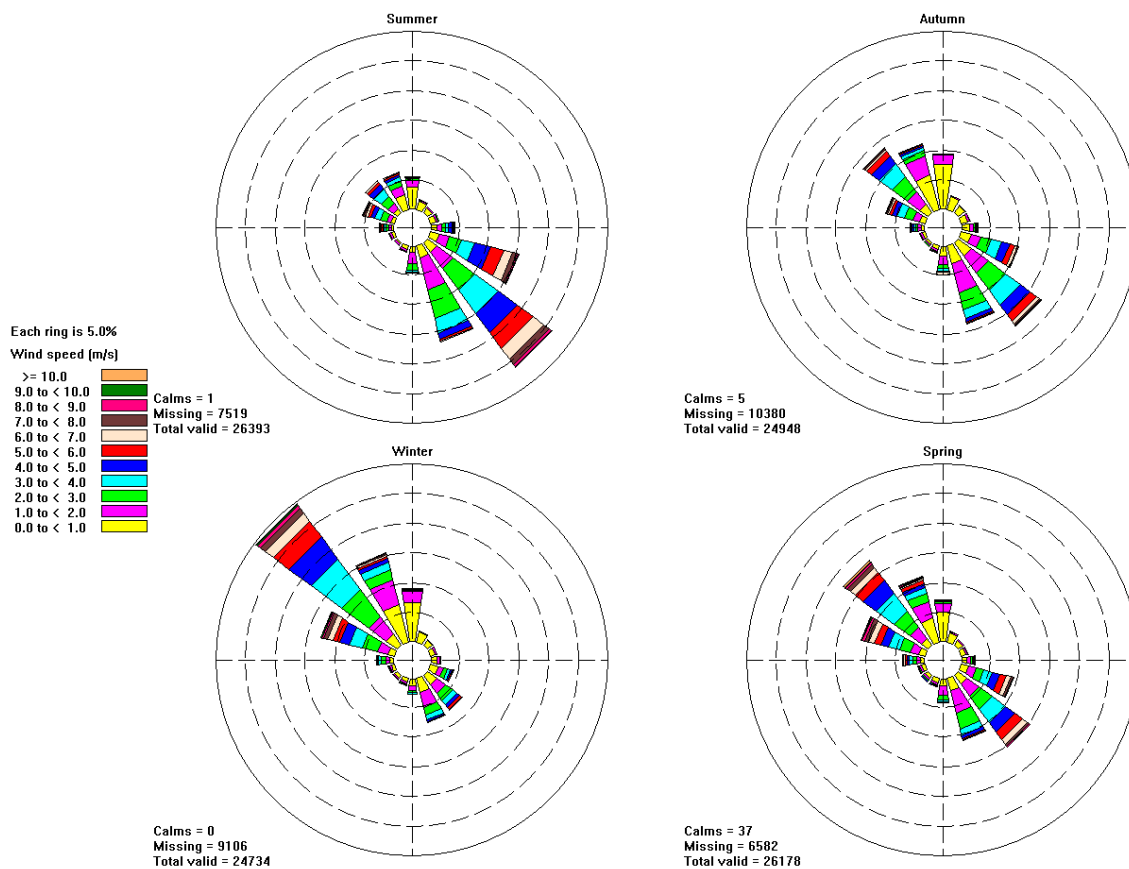 Summer
Autumn
Each ring is 5.0%
Wind speed (m/s)
>= 10.0
9.0 to < 10.0
8.0 to < 9.0
7.0 to < 8.0
6.0 to < 7.0
5.0 to < 6.0
4.0 to < 5.0
3.0 to < 4.0
2.0 to < 3.0
1.0 to < 2.0
0.0 to < 1.0
Calms = 1
Missing = 7519
Total valid = 26393
Calms = 5
Missing = 10380
Total valid = 24948
Winter
Spring
Calms = 0
Missing = 9106
Total valid = 24734
Calms = 37
Missing = 6582
Total valid = 26178